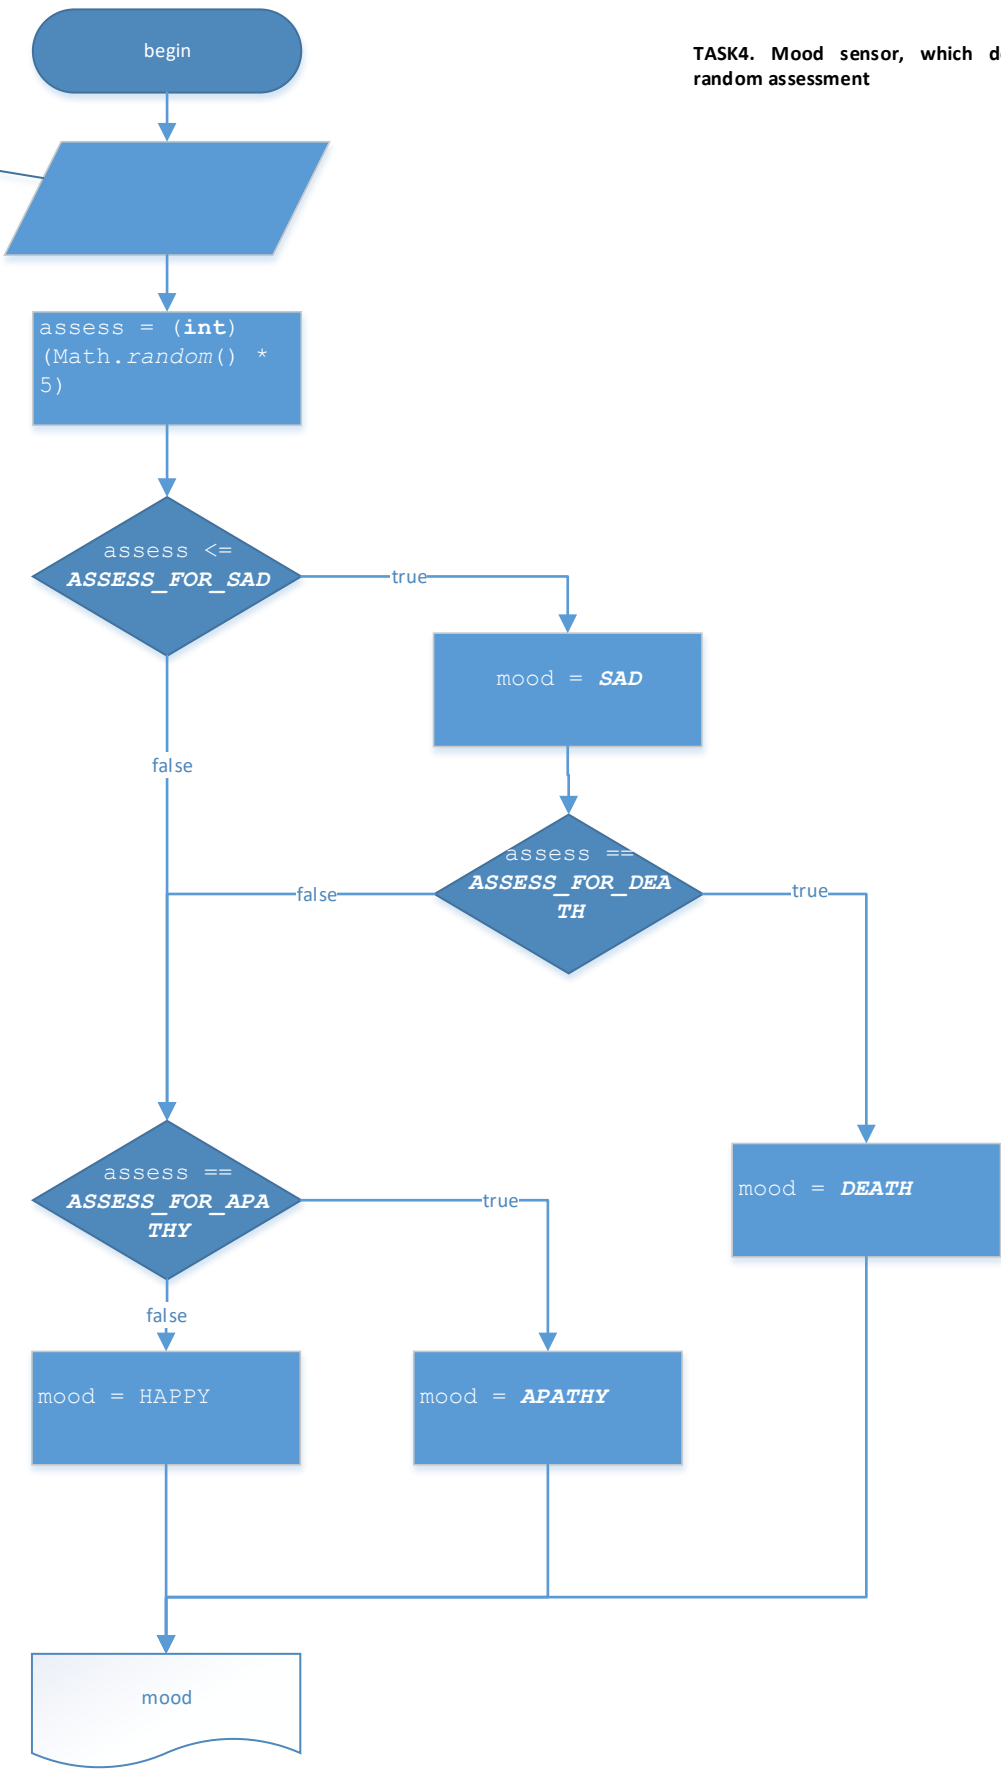 begin
TASK4. Mood sensor, which
random assessment
assess = (int)
(Math.random() *
5)
assess <=
ASSESS_FOR_SAD
true
mood = SAD
false
assess ==
ASSESS_FOR_DEA
TH
false
true
assess ==
ASSESS_FOR_APA
THY
true
mood = DEATH
false
mood = HAPPY
mood = APATHY
mood